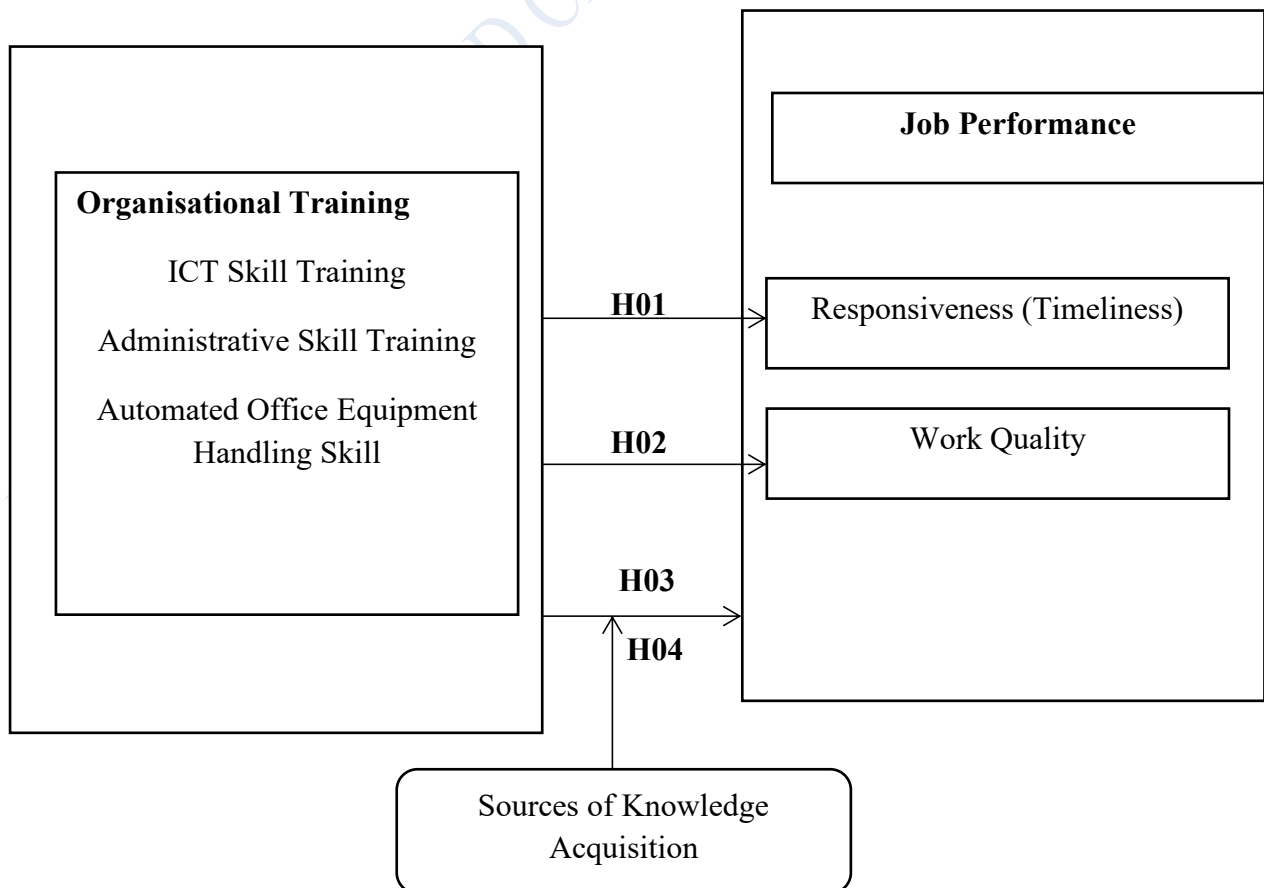 Job Performance
Organisational Training
ICT Skill Training
Administrative Skill Training
Automated Office Equipment
Handling Skill
H01
Responsiveness (Timeliness)
H02
Work Quality
H03
H04
Sources of Knowledge
Acquisition